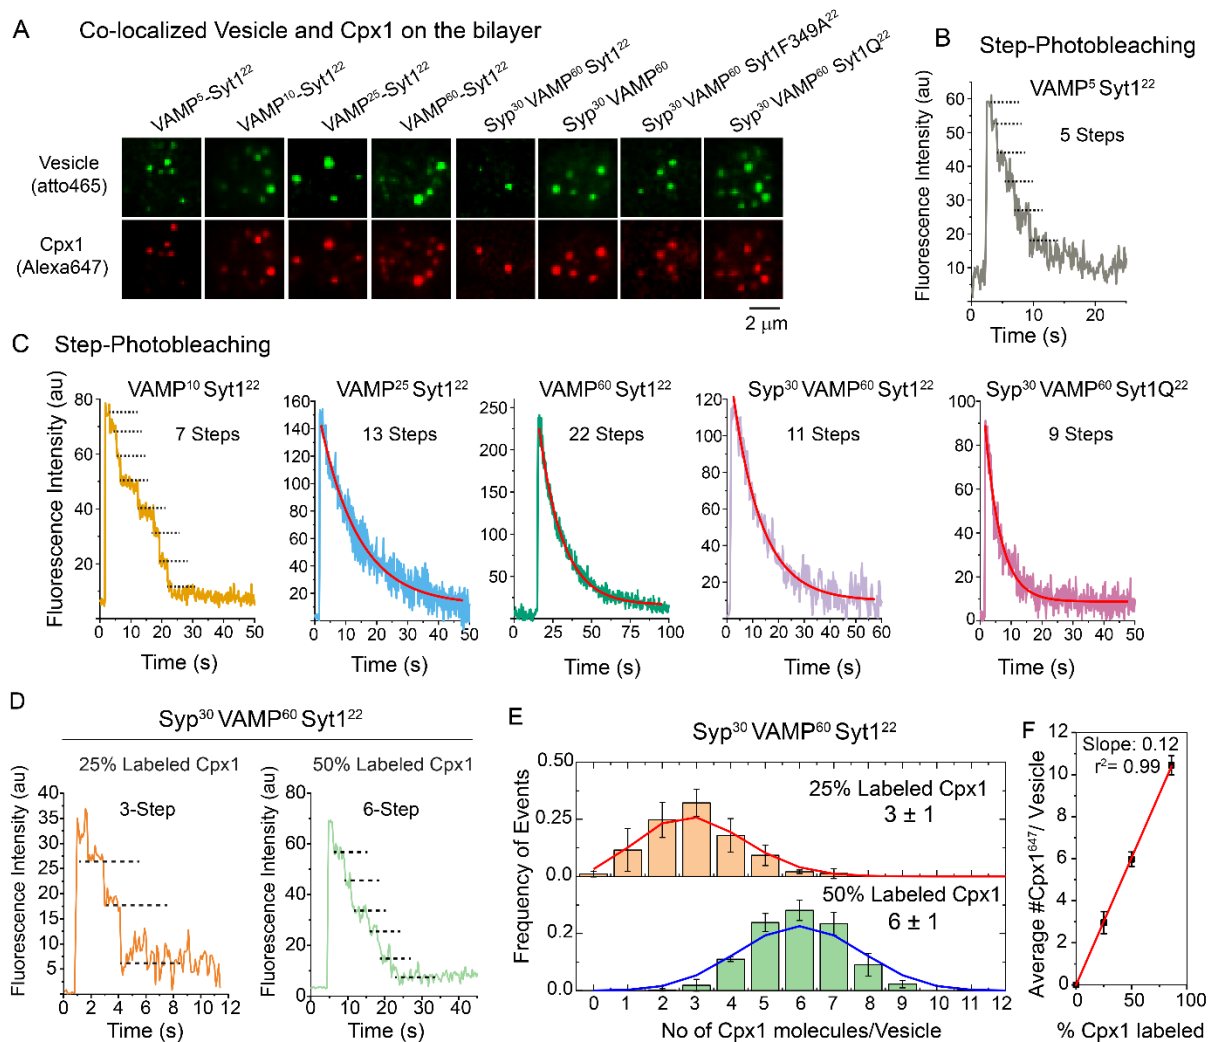 A Co-localized Vesicle and Cpx1 on the bilayer
VAMP⁵-Syt1²²
VAMP¹⁰-Syt1²²
VAMP²⁵-Syt1²²
VAMP⁶⁰-Syt1²²
Syp³⁰ VAMP⁶⁰ Syt1²²
Syp³⁰ VAMP⁶⁰
Syp³⁰ VAMP⁶⁰ Syt1F349A²²
Syp³⁰ VAMP⁶⁰ Syt1Q²²
Vesicle
(atto465)
Cpx1
(Alexa647)
2 μm
B Step-Photobleaching
VAMP⁵ Syt1²²
5 Steps
Fluorescence Intensity (au)
60
50
40
30
20
10
0 10 20
Time (s)
C Step-Photobleaching
Fluorescence Intensity (au)
VAMP¹⁰ Syt1²²
7 Steps
80
60
40
20
0 10 20 30 40 50
Time (s)
VAMP²⁵ Syt1²²
13 Steps
160
140
120
100
80
60
40
20
0
0 10 20 30 40 50
Time (s)
VAMP⁶⁰ Syt1²²
22 Steps
250
200
150
100
50
0
0 25 50 75 100
Time (s)
Syp³⁰ VAMP⁶⁰ Syt1²²
11 Steps
120
100
80
60
40
20
0 10 20 30 40 50 60
Time (s)
Syp³⁰ VAMP⁶⁰ Syt1Q²²
9 Steps
100
80
60
40
20
0
0 10 20 30 40 50
Time (s)
D
Syp³⁰ VAMP⁶⁰ Syt1²²
25% Labeled Cpx1
3-Step
Fluorescence Intensity (au)
40
35
30
25
20
15
10
5
0 2 4 6 8 10 12
Time (s)
50% Labeled Cpx1
6-Step
Fluorescence Intensity (au)
80
60
40
20
0
0 10 20 30 40
Time (s)
E
Syp³⁰ VAMP⁶⁰ Syt1²²
Frequency of Events
0.50
0.25
0.00
25% Labeled Cpx1
3 ± 1
50% Labeled Cpx1
6 ± 1
0.2
0.0
0 1 2 3 4 5 6 7 8 9 10 11 12
No of Cpx1 molecules/Vesicle
F
Average #Cpx1⁶⁴⁷/ Vesicle
Slope: 0.12
r²= 0.99
12
10
8
6
4
2
0
0 50 100
% Cpx1 labeled